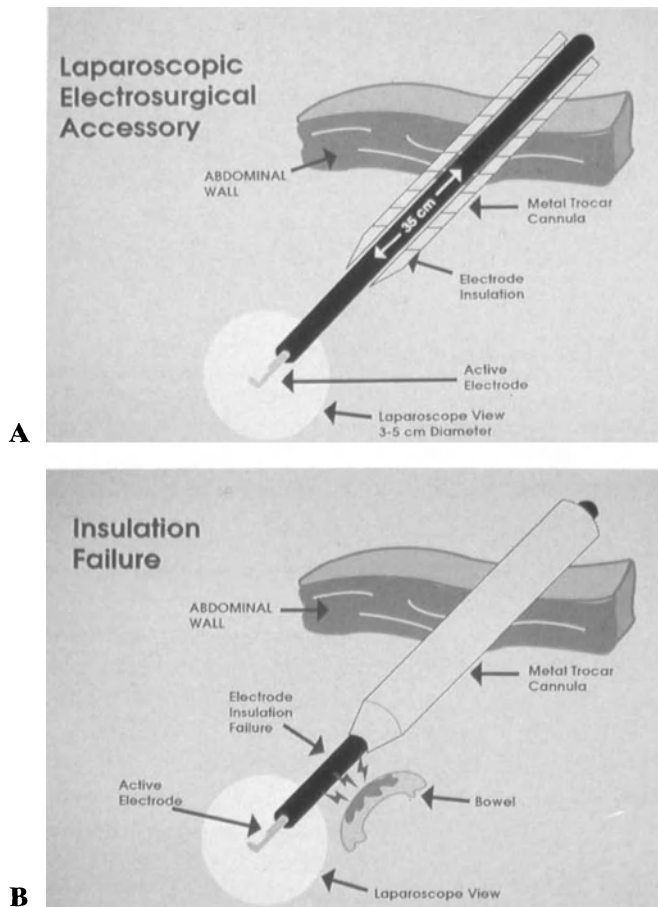 Laparoscopic
Electrosurgical
Accessory
ABDOMINAL
WALL
35 cm
Metal Trocar
Cannula
Electrode
Insulation
Active
Electrode
Laparoscope View
3-5 cm Diameter
A
Insulation
Failure
ABDOMINAL
WALL
Metal Trocar
Cannula
Electrode
Insulation
Failure
Active
Electrode
Bowel
Laparoscope View
B